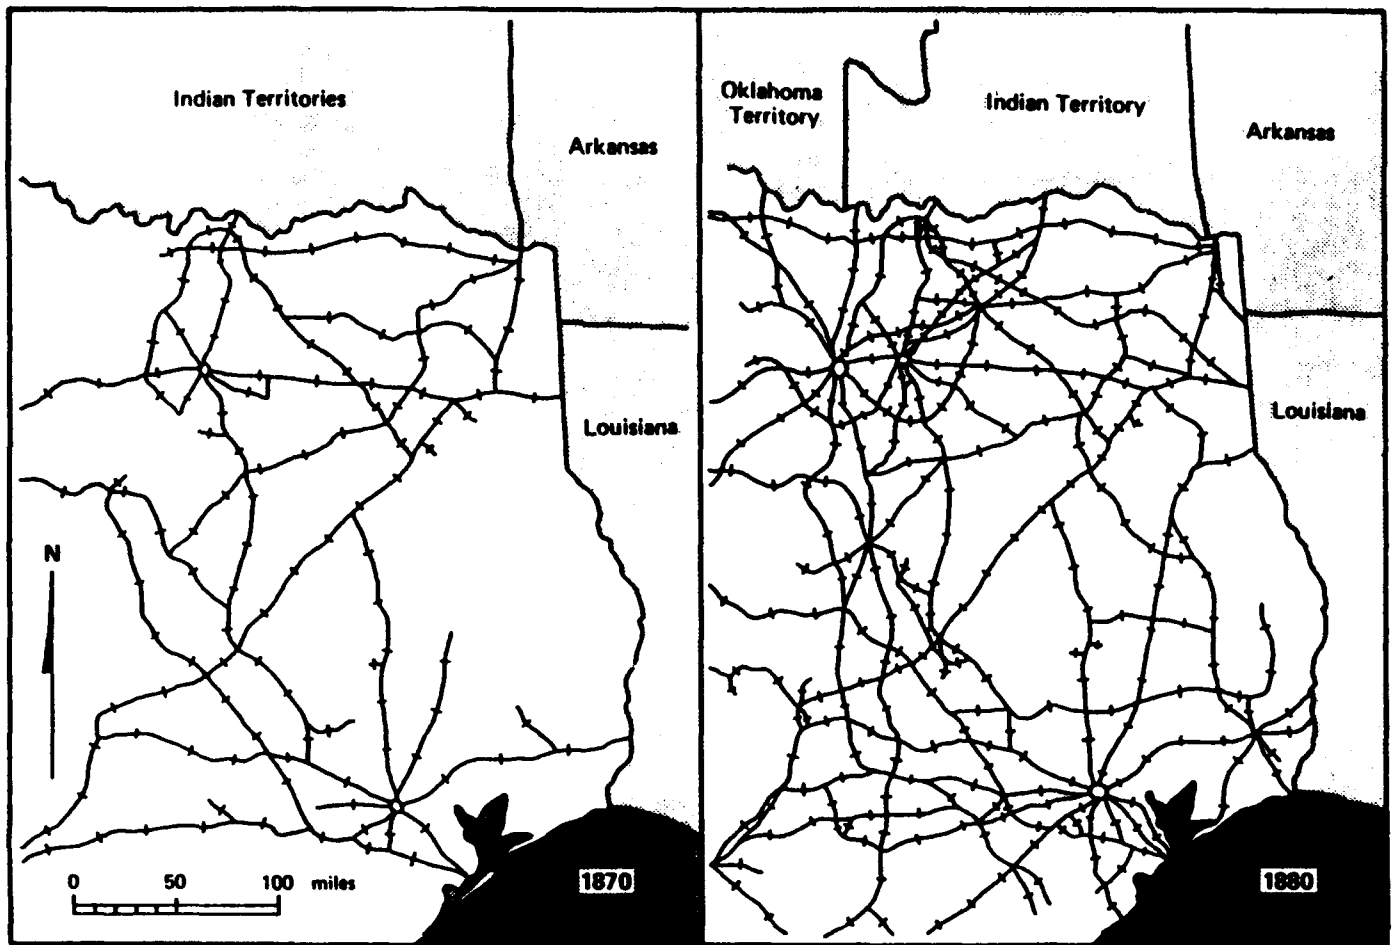 Indian Territories
Arkansas
Louisiana
N
0 50 100 miles
1870
Oklahoma
Territory
Indian Territory
Arkansas
Louisiana
1880